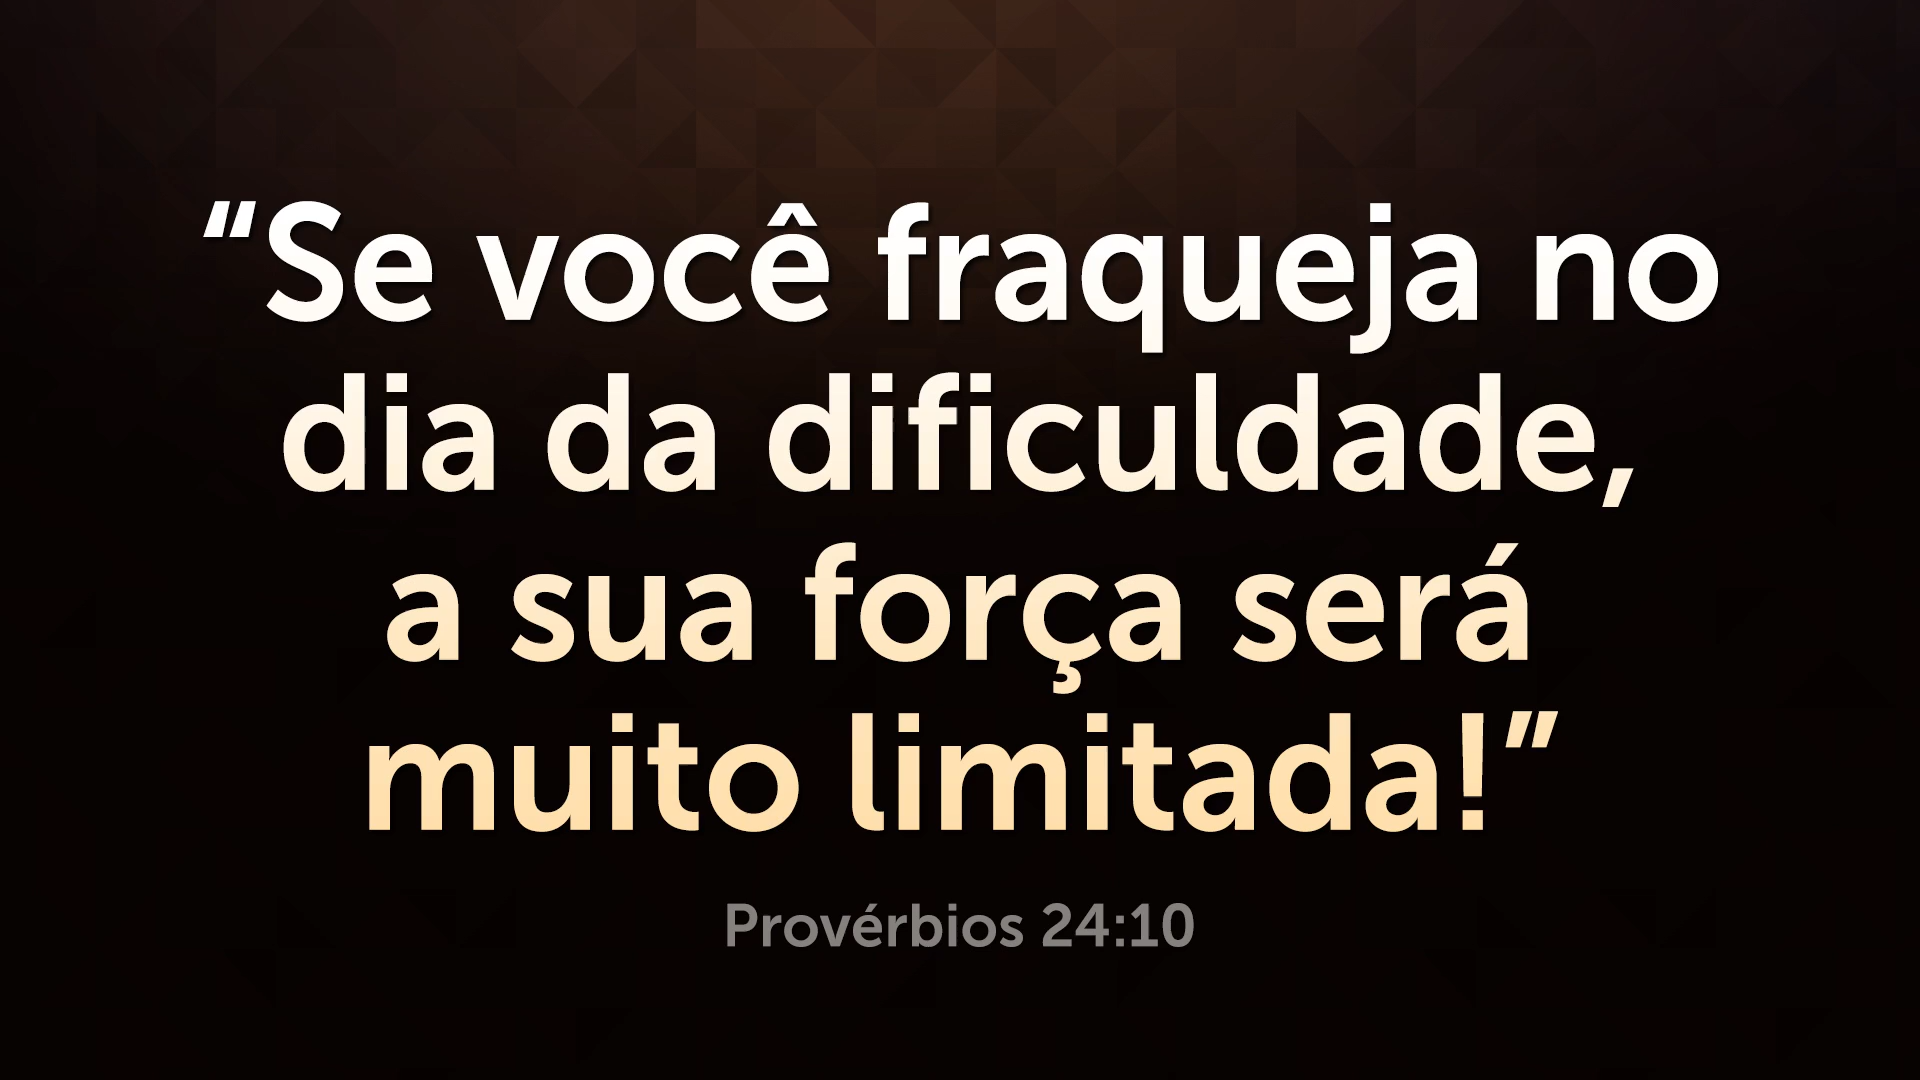 “Se você fraqueja no
dia da dificuldade,
a sua força será
muito limitada!”
Provérbios 24:10